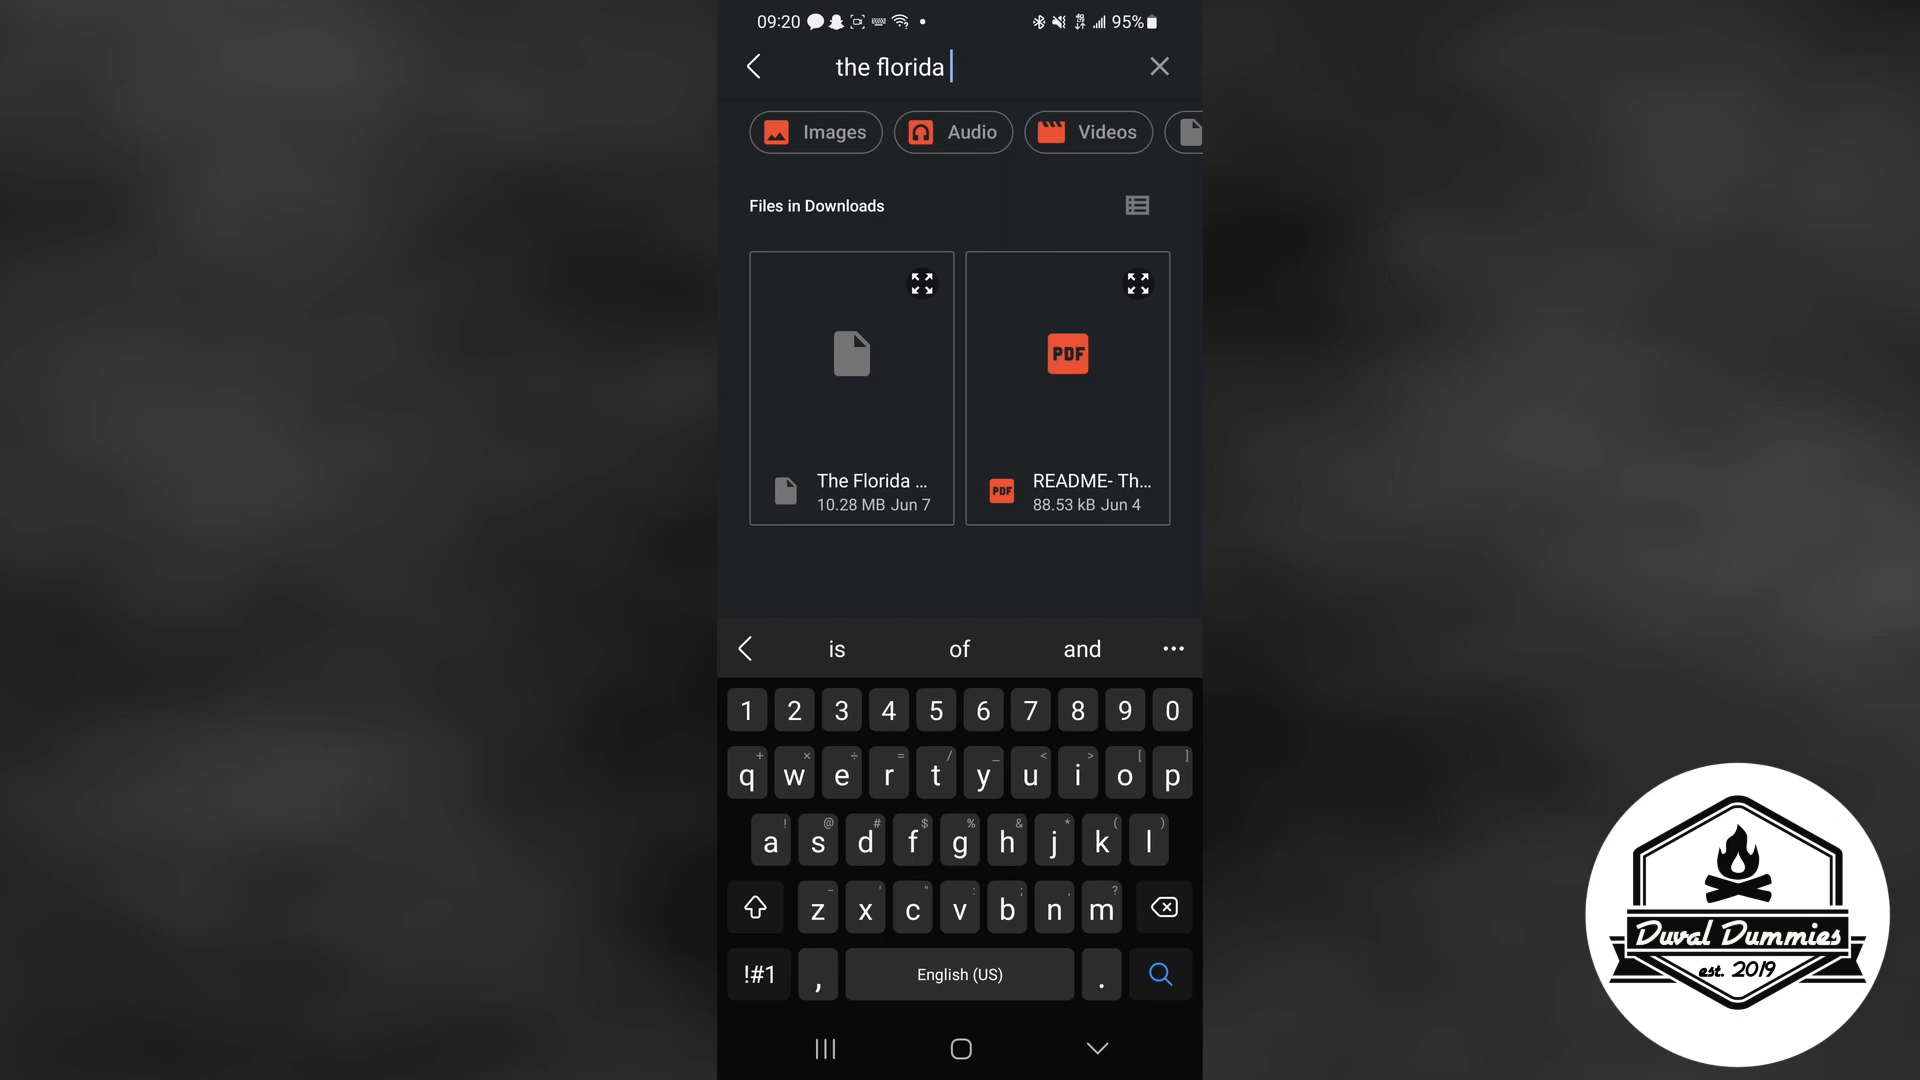 09:20
95%
the florida
Images
Audio
Videos
Files in Downloads
PDF
The Florida ...
10.28 MB Jun 7
PDF
README- Th...
88.53 kB Jun 4
is
of
and
1 2 3 4 5 6 7 8 9 0
q w e r t y u i o p
a s d f g h j k l
z x c v b n m
!#1 , English (US) .
Duval Dummies
est. 2019